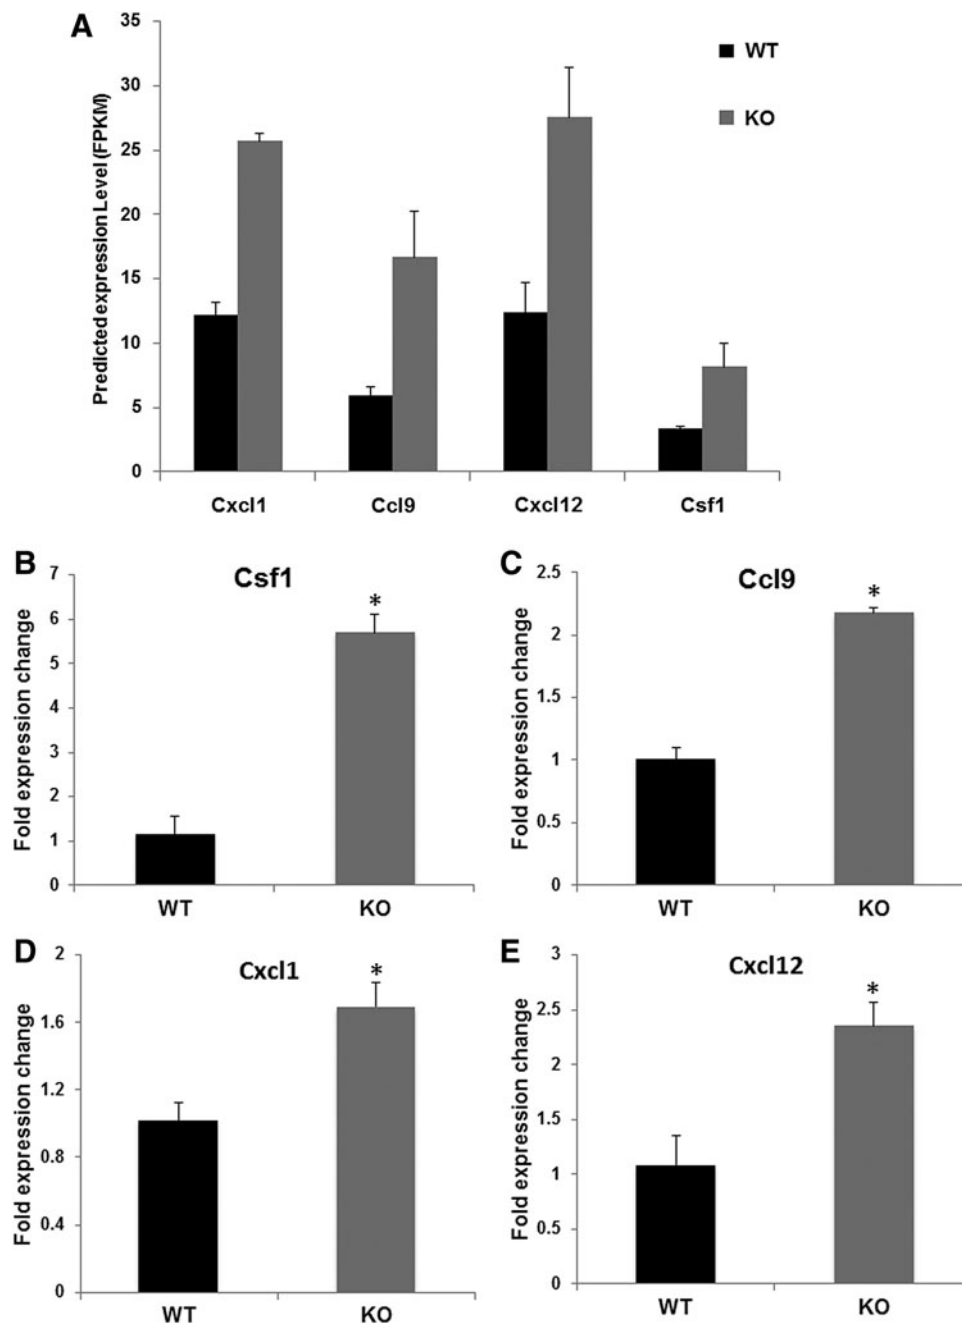 A
Predicted expression Level (FPKM)
35
30
25
20
15
10
5
0
WT
KO
Cxcl1 Ccl9 Cxcl12 Csf1
B
Csf1
Fold expression change
7
6
5
4
3
2
1
0
*
WT KO
C
Ccl9
Fold expression change
2.5
2
1.5
1
0.5
0
*
WT KO
D
Cxcl1
Fold expression change
2
1.6
1.2
0.8
0.4
0
*
WT KO
E
Cxcl12
Fold expression change
3
2.5
2
1.5
1
0.5
0
*
WT KO